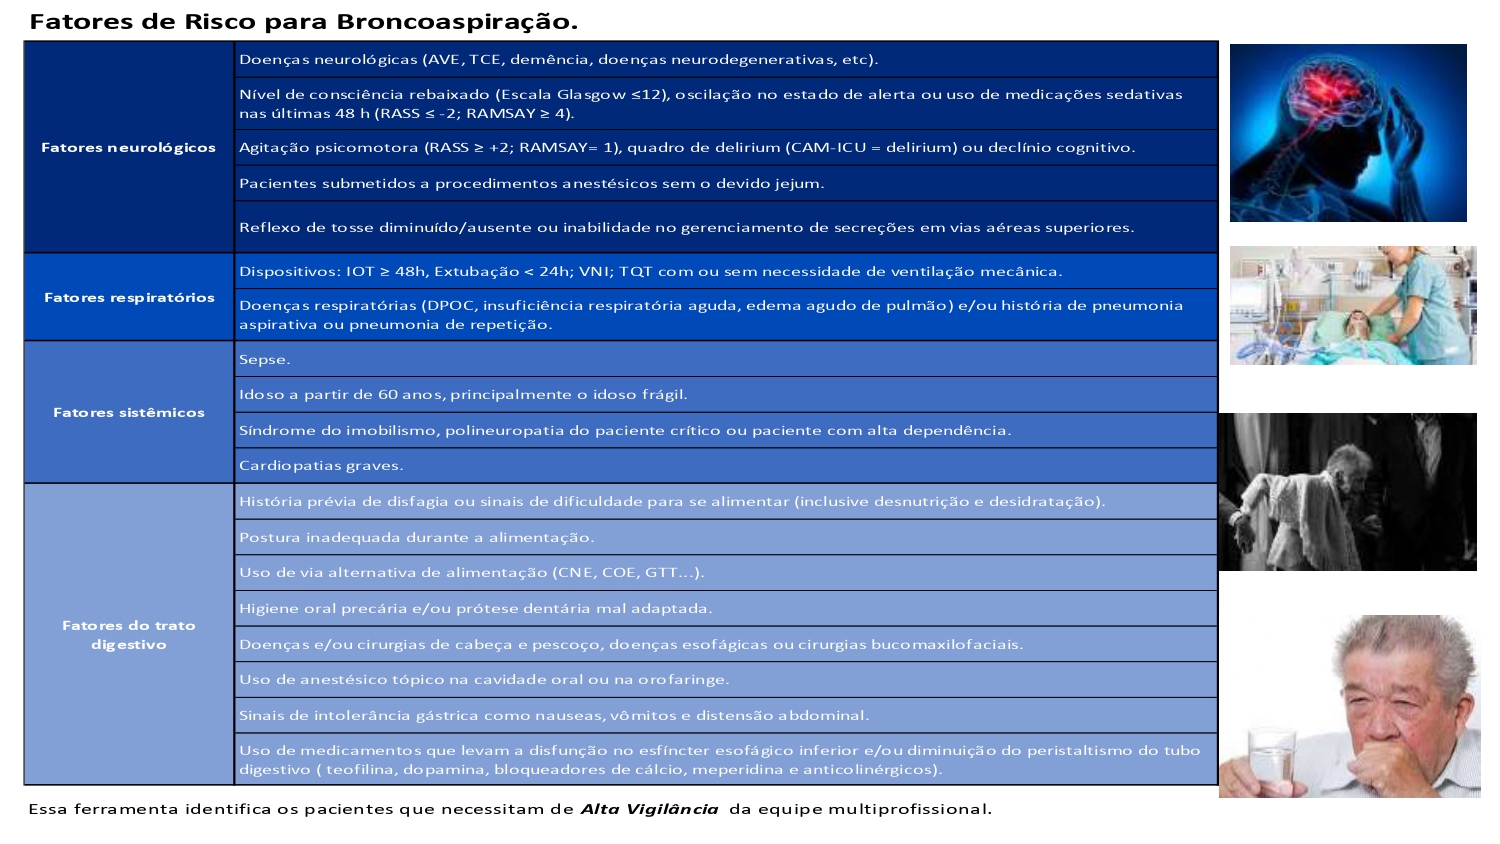 Fatores de Risco para Broncoaspiração.
Fatores neurológicos
Doenças neurológicas (AVE, TCE, demência, doenças neurodegenerativas, etc).
Nível de consciência rebaixado (Escala Glasgow ≤12), oscilação no estado de alerta ou uso de medicações sedativas
nas últimas 48 h (RASS ≤ -2; RAMSAY ≥ 4).
Agitação psicomotora (RASS ≥ +2; RAMSAY= 1), quadro de delirium (CAM-ICU = delirium) ou declínio cognitivo.
Pacientes submetidos a procedimentos anestésicos sem o devido jejum.
Reflexo de tosse diminuído/ausente ou inabilidade no gerenciamento de secreções em vias aéreas superiores.
Fatores respiratórios
Dispositivos: IOT ≥ 48h, Extubação < 24h; VNI; TQT com ou sem necessidade de ventilação mecânica.
Doenças respiratórias (DPOC, insuficiência respiratória aguda, edema agudo de pulmão) e/ou história de pneumonia
aspirativa ou pneumonia de repetição.
Fatores sistêmicos
Sepse.
Idoso a partir de 60 anos, principalmente o idoso frágil.
Síndrome do imobilismo, polineuropatia do paciente crítico ou paciente com alta dependência.
Cardiopatias graves.
Fatores do trato
digestivo
História prévia de disfagia ou sinais de dificuldade para se alimentar (inclusive desnutrição e desidratação).
Postura inadequada durante a alimentação.
Uso de via alternativa de alimentação (CNE, COE, GTT...).
Higiene oral precária e/ou prótese dentária mal adaptada.
Doenças e/ou cirurgias de cabeça e pescoço, doenças esofágicas ou cirurgias bucomaxilofaciais.
Uso de anestésico tópico na cavidade oral ou na orofaringe.
Sinais de intolerância gástrica como nauseas, vômitos e distensão abdominal.
Uso de medicamentos que levam a disfunção no esfíncter esofágico inferior e/ou diminuição do peristaltismo do tubo
digestivo ( teofilina, dopamina, bloqueadores de cálcio, meperidina e anticolinérgicos).
Essa ferramenta identifica os pacientes que necessitam de Alta Vigilância da equipe multiprofissional.